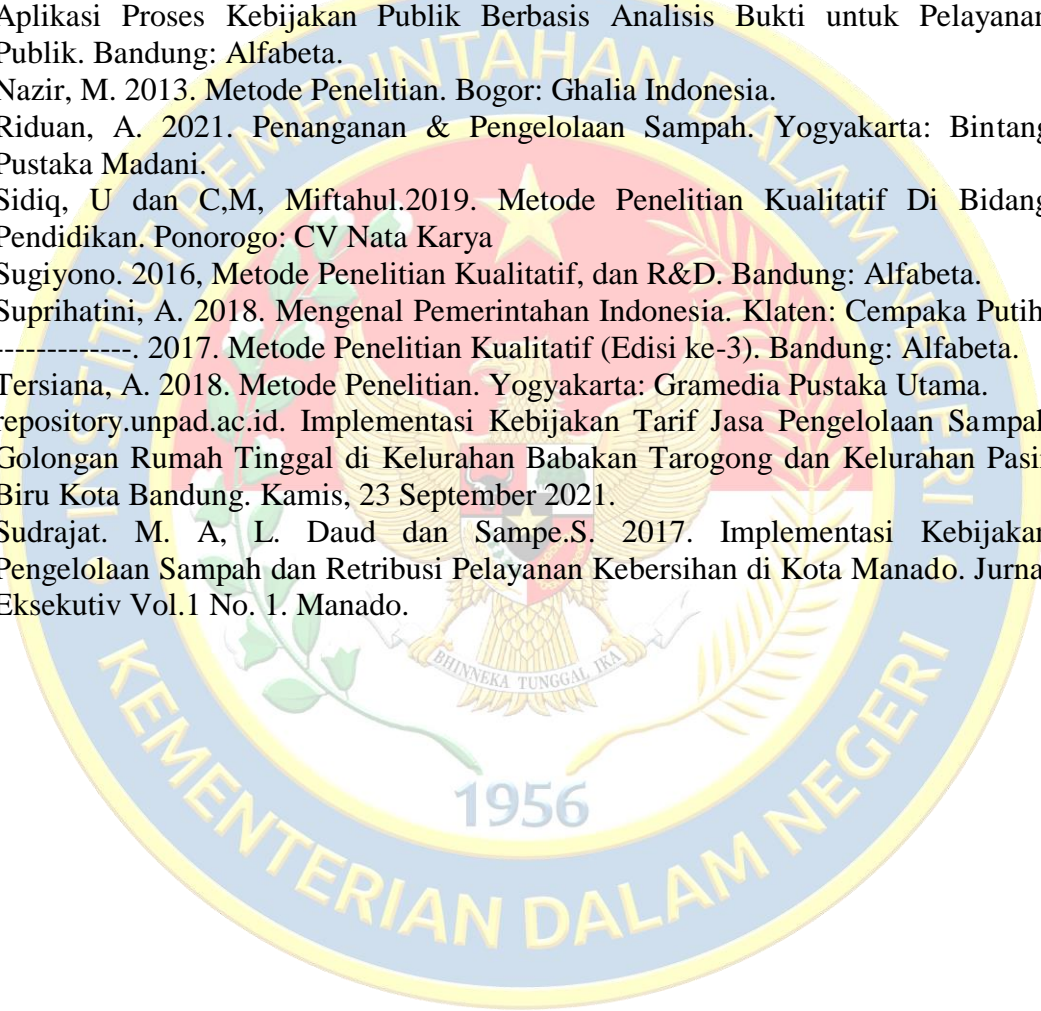 Aplikasi Proses Kebijakan Publik Berbasis Analisis Bukti untuk Pelayanan
Publik. Bandung: Alfabeta.
Nazir, M. 2013. Metode Penelitian. Bogor: Ghalia Indonesia.
Riduan, A. 2021. Penanganan & Pengelolaan Sampah. Yogyakarta: Bintang
Pustaka Madani.
Sidiq, U dan C,M, Miftahul.2019. Metode Penelitian Kualitatif Di Bidang
Pendidikan. Ponorogo: CV Nata Karya
Sugiyono. 2016, Metode Penelitian Kualitatif, dan R&D. Bandung: Alfabeta.
Suprihatini, A. 2018. Mengenal Pemerintahan Indonesia. Klaten: Cempaka Putih
-------------. 2017. Metode Penelitian Kualitatif (Edisi ke-3). Bandung: Alfabeta.
Tersiana, A. 2018. Metode Penelitian. Yogyakarta: Gramedia Pustaka Utama.
repository.unpad.ac.id. Implementasi Kebijakan Tarif Jasa Pengelolaan Sampah
Golongan Rumah Tinggal di Kelurahan Babakan Tarogong dan Kelurahan Pasir
Biru Kota Bandung. Kamis, 23 September 2021.
Sudrajat. M. A, L. Daud dan Sampe.S. 2017. Implementasi Kebijakan
Pengelolaan Sampah dan Retribusi Pelayanan Kebersihan di Kota Manado. Jurnal
Eksekutiv Vol.1 No. 1. Manado.
INSTITUT PEMERINTAHAN DALAM NEGERI
BHINNEKA TUNGGAL IKA
1956
KEMENTERIAN DALAM NEGERI